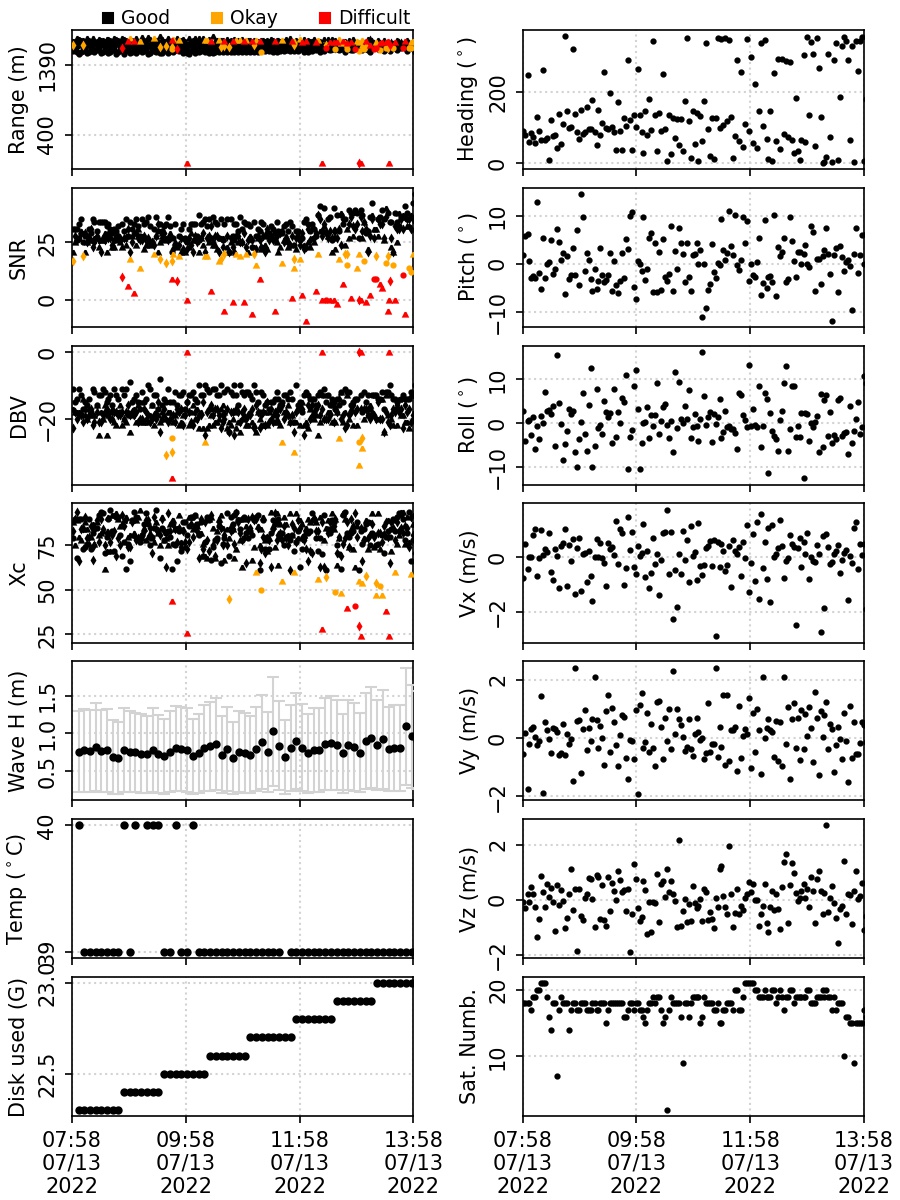 Good Okay Difficult
Range (m)
1390
400
Heading (°)
200
0
SNR
25
0
Pitch (°)
10
0
−10
DBV
0
−20
Roll (°)
10
0
−10
Xc
75
50
25
Vx (m/s)
0
−2
Wave H (m)
1.5
1.0
0.5
Vy (m/s)
2
0
−2
Temp (°C)
40
39
Vz (m/s)
2
0
−2
Disk used (G)
23.0
22.5
Sat. Numb.
20
10
07:58 09:58 11:58 13:58
07/13 07/13 07/13 07/13
2022 2022 2022 2022
07:58 09:58 11:58 13:58
07/13 07/13 07/13 07/13
2022 2022 2022 2022